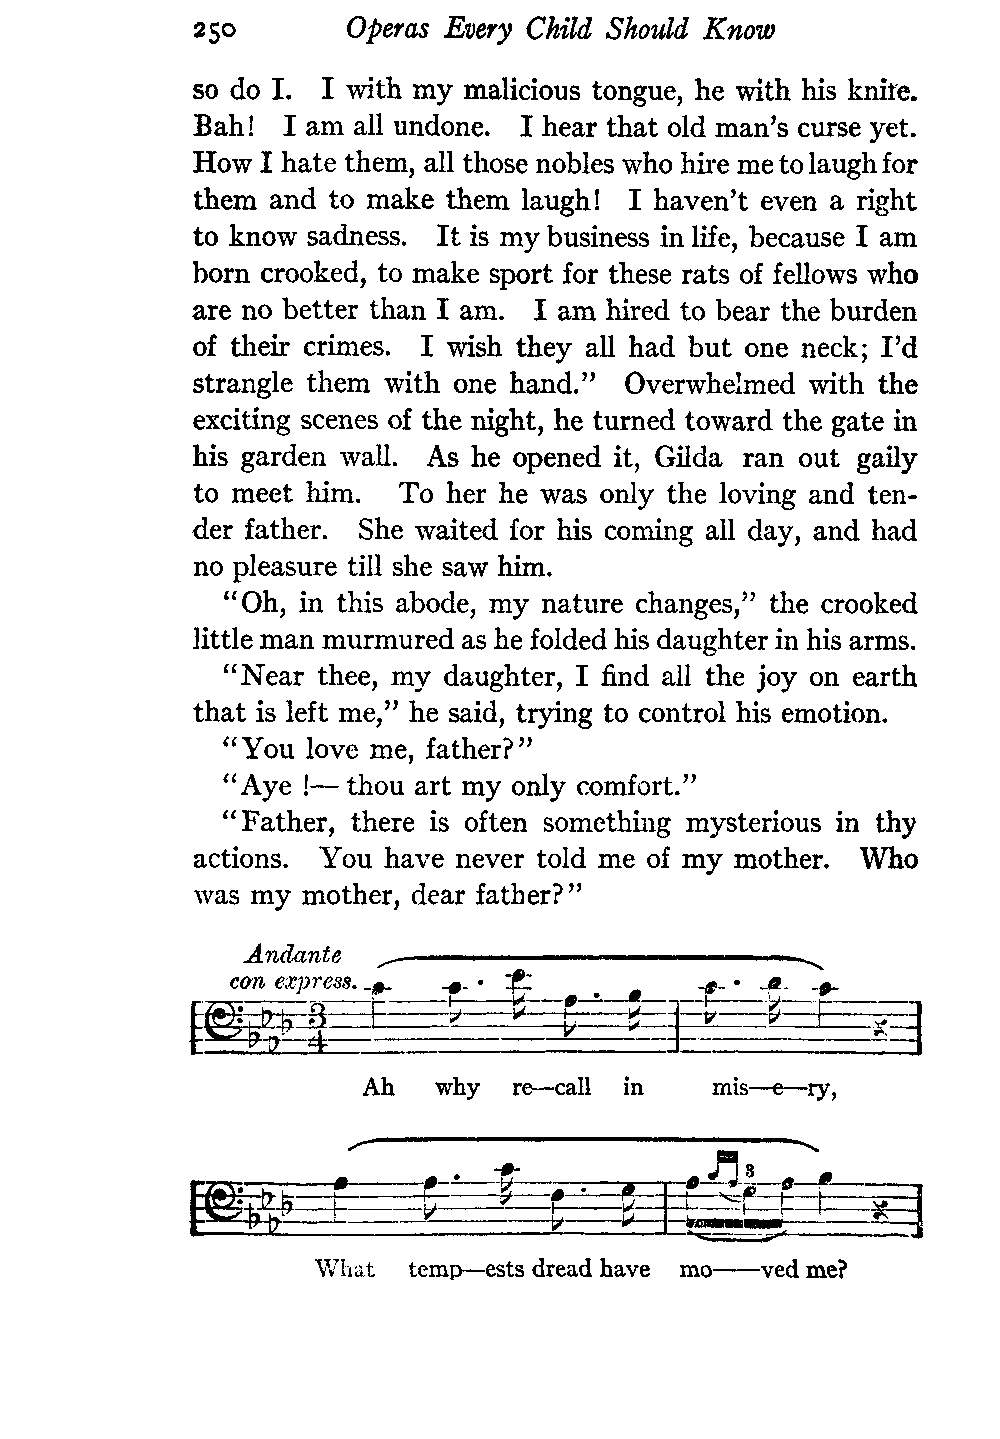 250 Operas Every Child Should Know
so do I. I with my malicious tongue, he with his knife.
Bah! I am all undone. I hear that old man's curse yet.
How I hate them, all those nobles who hire me to laugh for
them and to make them laugh! I haven't even a right
to know sadness. It is my business in life, because I am
born crooked, to make sport for these rats of fellows who
are no better than I am. I am hired to bear the burden
of their crimes. I wish they all had but one neck; I'd
strangle them with one hand." Overwhelmed with the
exciting scenes of the night, he turned toward the gate in
his garden wall. As he opened it, Gilda ran out gaily
to meet him. To her he was only the loving and ten-
der father. She waited for his coming all day, and had
no pleasure till she saw him.
"Oh, in this abode, my nature changes," the crooked
little man murmured as he folded his daughter in his arms.
"Near thee, my daughter, I find all the joy on earth
that is left me," he said, trying to control his emotion.
"You love me, father?"
"Aye!—thou art my only comfort."
"Father, there is often something mysterious in thy
actions. You have never told me of my mother. Who
was my mother, dear father?"
Andante
con express.
3
4
Ah why re—call in mis—e—ry,
3
What temp—ests dread have mo——ved me?